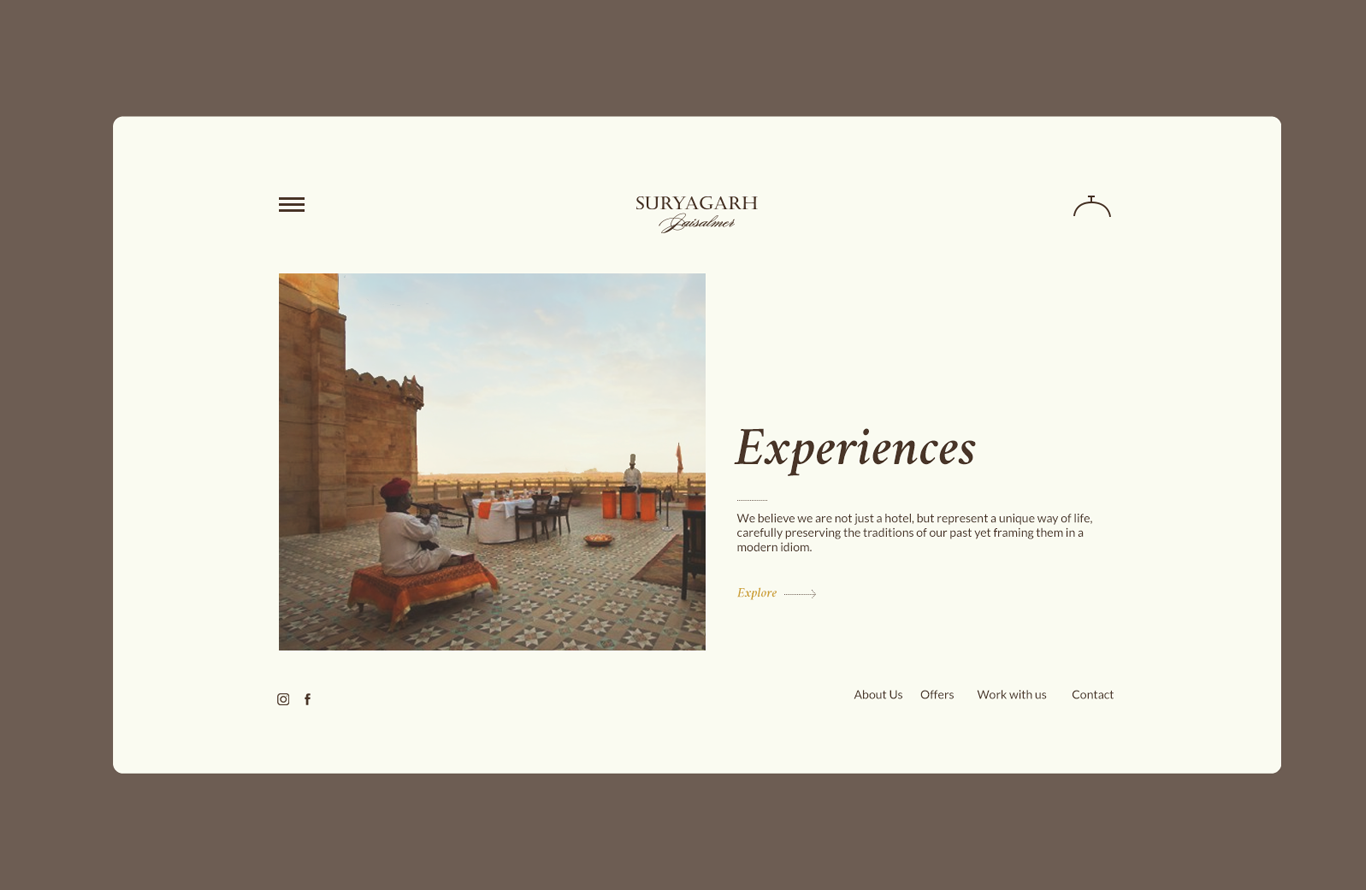 SURYAGARH
Jaisalmer
Experiences
We believe we are not just a hotel, but represent a unique way of life,
carefully preserving the traditions of our past yet framing them in a
modern idiom.
Explore
About Us Offers Work with us Contact